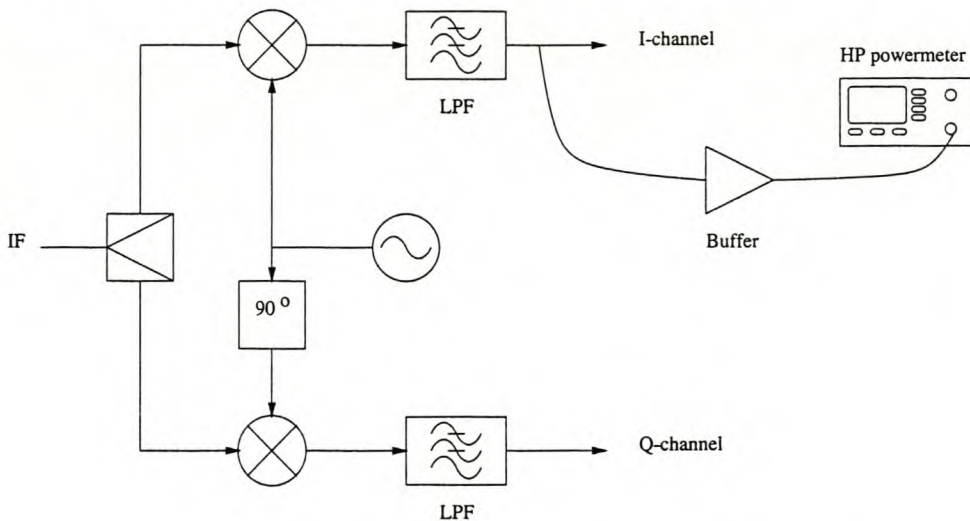 I-channel
HP powermeter
LPF
IF
Buffer
90 o
Q-channel
LPF